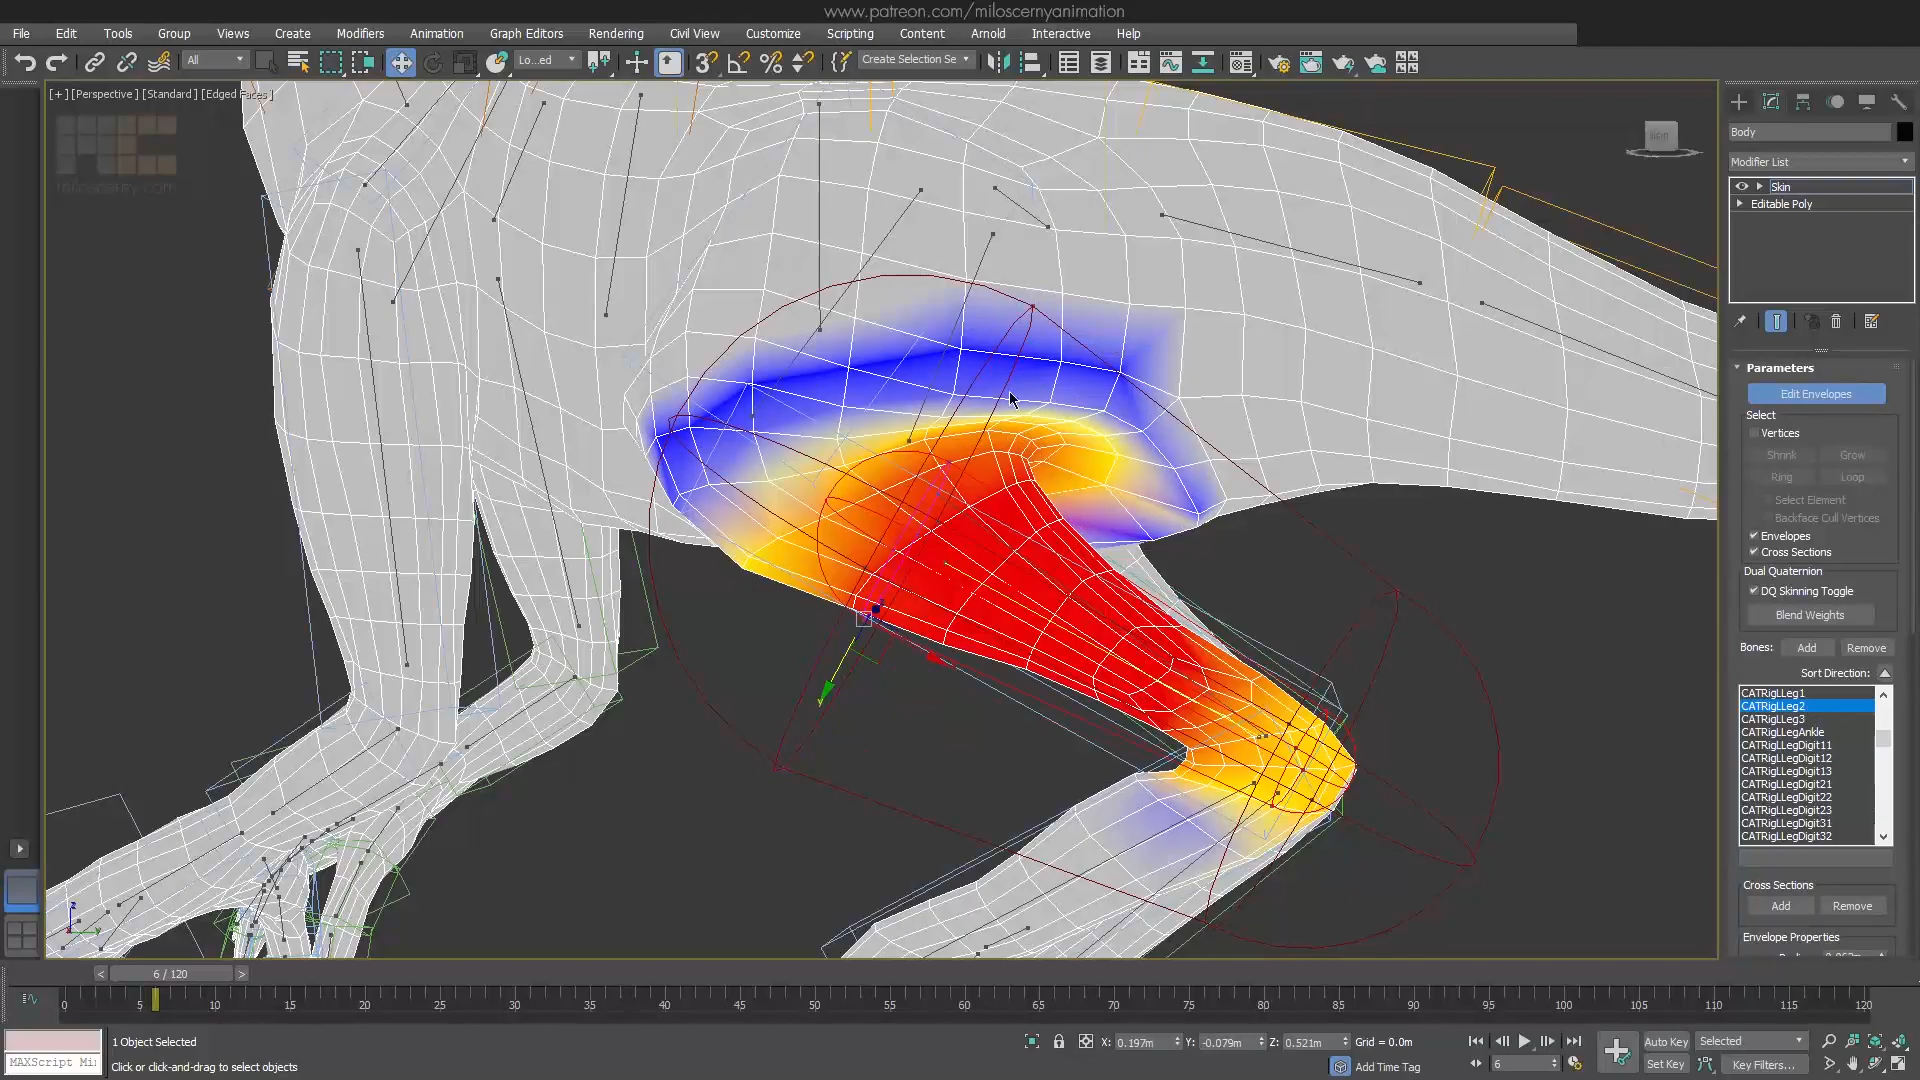 www.patreon.com/miloscernyanimation
File Edit Tools Group Views Create Modifiers Animation Graph Editors Rendering Civil View Customize Scripting Content Arnold Interactive Help
All Lo...ed Create Selection Se
[+] [Perspective] [Standard] [Edged Faces]
miloscerny.com
Body
Modifier List
Skin
Editable Poly
Parameters
Edit Envelopes
Select
Vertices
Shrink Grow
Ring Loop
Select Element
Backface Cull Vertices
Envelopes
Cross Sections
Dual Quaternion
DQ Skinning Toggle
Blend Weights
Bones: Add Remove
Sort Direction:
CATRigLLeg1
CATRigLLeg2
CATRigLLeg3
CATRigLLegAnkle
CATRigLLegDigit11
CATRigLLegDigit12
CATRigLLegDigit13
CATRigLLegDigit21
CATRigLLegDigit22
CATRigLLegDigit23
CATRigLLegDigit31
CATRigLLegDigit32
Cross Sections
Add Remove
Envelope Properties
z
y
< 6 / 120 >
0 5 10 15 20 25 30 35 40 45 50 55 60 65 70 75 80 85 90 95 100 105 110 115 120
1 Object Selected
X: 0.197m Y: -0.079m Z: 0.521m Grid = 0.0m
Auto Key Selected
MAXScript Mi
Click or click-and-drag to select objects
Add Time Tag
6
Set Key Key Filters...